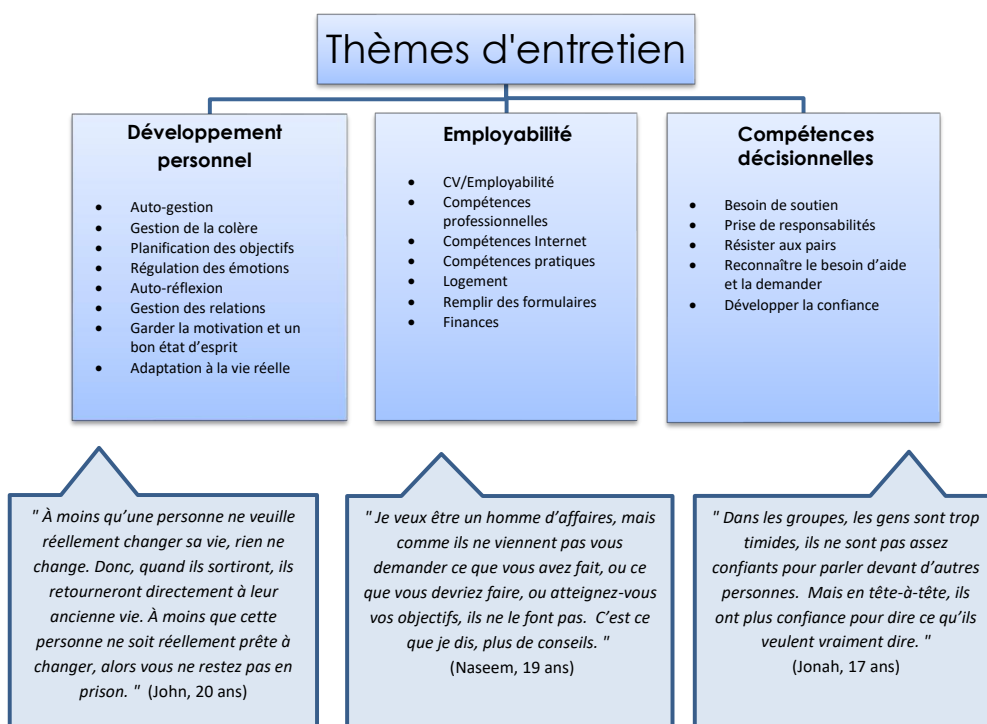 Thèmes d'entretien
Développement
personnel
• Auto-gestion
• Gestion de la colère
• Planification des objectifs
• Régulation des émotions
• Auto-réflexion
• Gestion des relations
• Garder la motivation et un
bon état d’esprit
• Adaptation à la vie réelle
Employabilité
• CV/Employabilité
• Compétences
professionnelles
• Compétences Internet
• Compétences pratiques
• Logement
• Remplir des formulaires
• Finances
Compétences
décisionnelles
• Besoin de soutien
• Prise de responsabilités
• Résister aux pairs
• Reconnaître le besoin d’aide
et la demander
• Développer la confiance
" À moins qu’une personne ne veuille
réellement changer sa vie, rien ne
change. Donc, quand ils sortiront, ils
retourneront directement à leur
ancienne vie. À moins que cette
personne ne soit réellement prête à
changer, alors vous ne restez pas en
prison. " (John, 20 ans)
" Je veux être un homme d’affaires, mais
comme ils ne viennent pas vous
demander ce que vous avez fait, ou ce
que vous devriez faire, ou atteignez-vous
vos objectifs, ils ne le font pas. C’est ce
que je dis, plus de conseils. "
(Naseem, 19 ans)
" Dans les groupes, les gens sont trop
timides, ils ne sont pas assez
confiants pour parler devant d’autres
personnes. Mais en tête-à-tête, ils
ont plus confiance pour dire ce qu’ils
veulent vraiment dire. "
(Jonah, 17 ans)